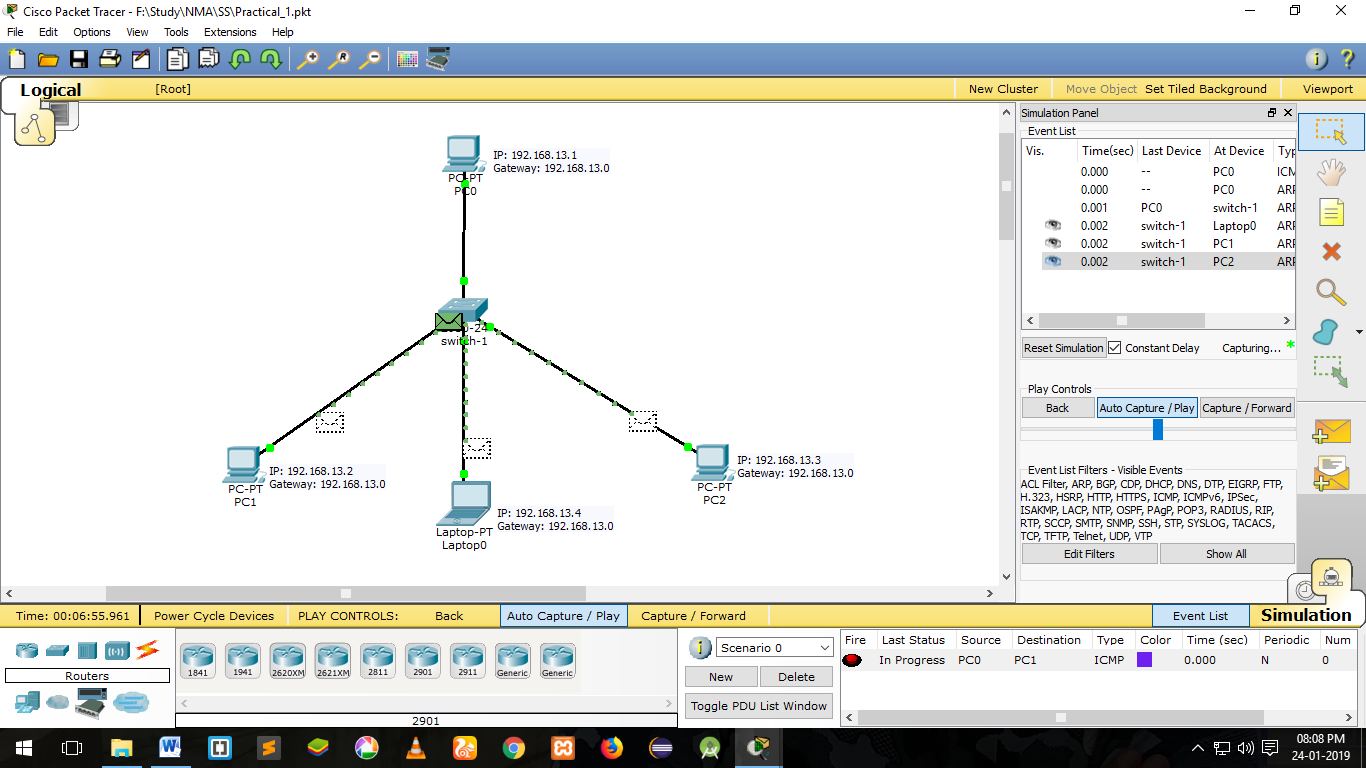 Cisco Packet Tracer - F:\Study\NMA\SS\Practical_1.pkt
File Edit Options View Tools Extensions Help
Logical [Root] New Cluster Move Object Set Tiled Background Viewport
IP: 192.168.13.1
Gateway: 192.168.13.0
PC-PT
PC0
switch-1
IP: 192.168.13.2
Gateway: 192.168.13.0
PC-PT
PC1
IP: 192.168.13.4
Gateway: 192.168.13.0
Laptop-PT
Laptop0
IP: 192.168.13.3
Gateway: 192.168.13.0
PC-PT
PC2
Simulation Panel
Event List
Vis. Time(sec) Last Device At Device Typ
0.000 -- PC0 ICM
0.000 -- PC0 ARP
0.001 PC0 switch-1 ARP
0.002 switch-1 Laptop0 ARP
0.002 switch-1 PC1 ARP
0.002 switch-1 PC2 ARP
Reset Simulation Constant Delay Capturing... *
Play Controls
Back Auto Capture / Play Capture / Forward
Event List Filters - Visible Events
ACL Filter, ARP, BGP, CDP, DHCP, DNS, DTP, EIGRP, FTP,
H.323, HSRP, HTTP, HTTPS, ICMP, ICMPv6, IPSec,
ISAKMP, LACP, NTP, OSPF, PAgP, POP3, RADIUS, RIP,
RTP, SCCP, SMTP, SNMP, SSH, STP, SYSLOG, TACACS,
TCP, TFTP, Telnet, UDP, VTP
Edit Filters Show All
Time: 00:06:55.961 Power Cycle Devices PLAY CONTROLS: Back Auto Capture / Play Capture / Forward Event List Simulation
Routers
1841 1941 2620XM 2621XM 2811 2901 2911 Generic Generic
2901
Scenario 0
New Delete
Toggle PDU List Window
Fire Last Status Source Destination Type Color Time (sec) Periodic Num
In Progress PC0 PC1 ICMP 0.000 N 0
08:08 PM
24-01-2019